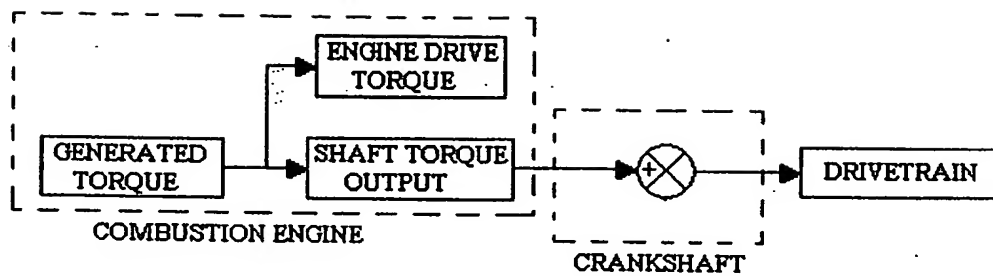 ENGINE DRIVE
TORQUE
GENERATED
TORQUE
SHAFT TORQUE
OUTPUT
+
DRIVETRAIN
COMBUSTION ENGINE
CRANKSHAFT